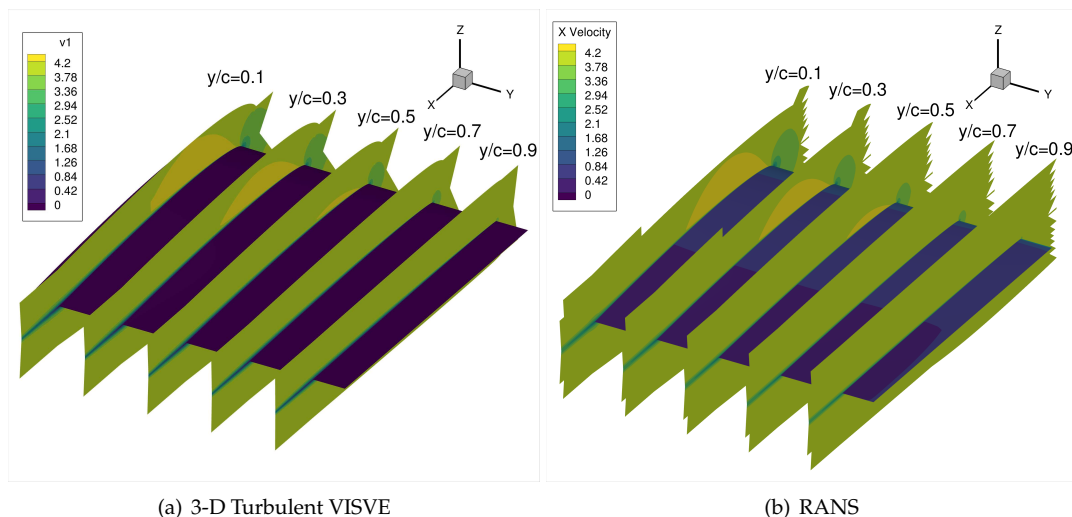 v1
4.2
3.78
3.36
2.94
2.52
2.1
1.68
1.26
0.84
0.42
0
y/c=0.1
y/c=0.3
y/c=0.5
y/c=0.7
y/c=0.9
Z
X
Y
(a) 3-D Turbulent VISVE
X Velocity
4.2
3.78
3.36
2.94
2.52
2.1
1.68
1.26
0.84
0.42
0
y/c=0.1
y/c=0.3
y/c=0.5
y/c=0.7
y/c=0.9
Z
X
Y
(b) RANS